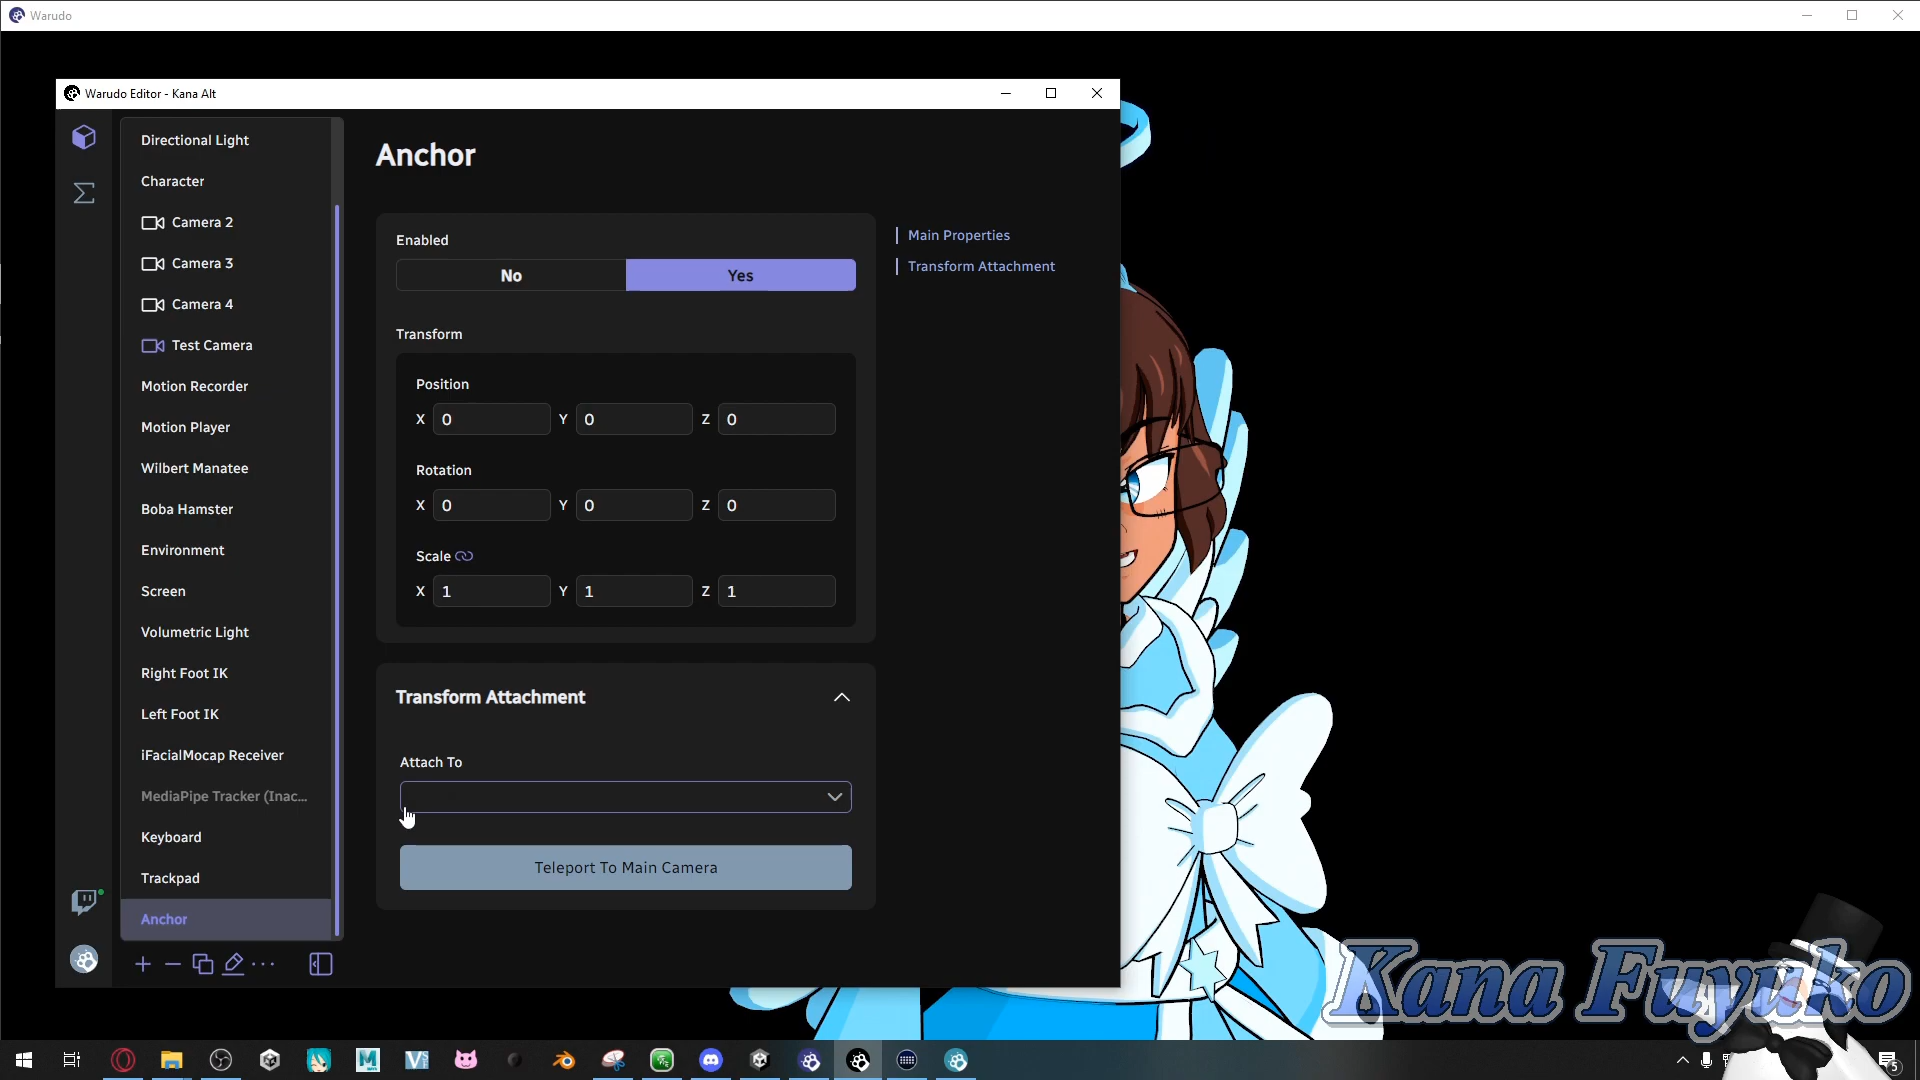 Warudo
Warudo Editor - Kana Alt
Directional Light
Character
Camera 2
Camera 3
Camera 4
Test Camera
Motion Recorder
Motion Player
Wilbert Manatee
Boba Hamster
Environment
Screen
Volumetric Light
Right Foot IK
Left Foot IK
iFacialMocap Receiver
MediaPipe Tracker (Inac...
Keyboard
Trackpad
Anchor
Anchor
Enabled
No Yes
Transform
Position
X 0 Y 0 Z 0
Rotation
X 0 Y 0 Z 0
Scale
X 1 Y 1 Z 1
Transform Attachment
Attach To
Teleport To Main Camera
Main Properties
Transform Attachment
Kana Fuyuko
5